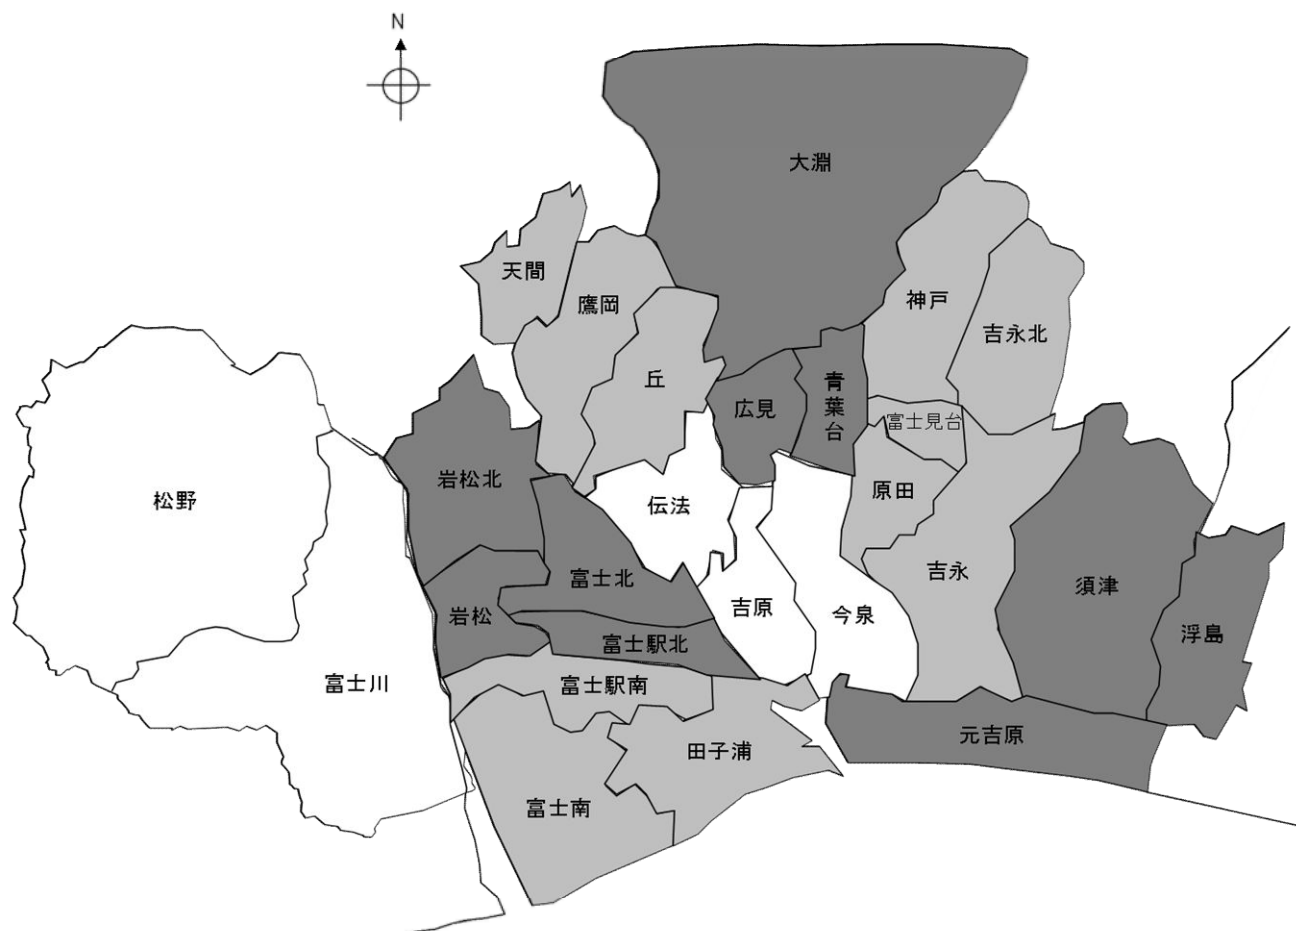 N
大淵
天間
鷹岡
神戸
吉永北
丘
広見
青葉台
富士見台
岩松北
松野
伝法
原田
富士北
吉永
須津
岩松
吉原
今泉
浮島
富士駅北
富士川
富士駅南
元吉原
田子浦
富士南